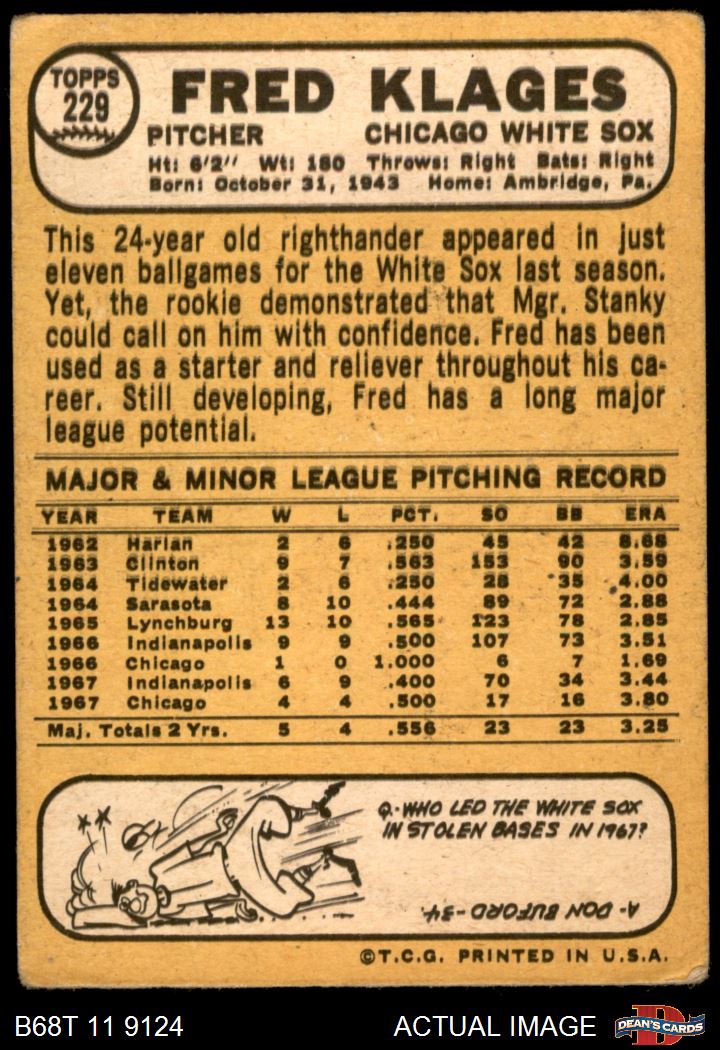 TOPPS
229
FRED KLAGES
PITCHER CHICAGO WHITE SOX
Ht: 6'2'' Wt: 180 Throws: Right Bats: Right
Born: October 31, 1943 Home: Ambridge, Pa.
This 24-year old righthander appeared in just
eleven ballgames for the White Sox last season.
Yet, the rookie demonstrated that Mgr. Stanky
could call on him with confidence. Fred has been
used as a starter and reliever throughout his ca-
reer. Still developing, Fred has a long major
league potential.
MAJOR & MINOR LEAGUE PITCHING RECORD
YEAR TEAM W L PCT. SO BB ERA
1962 Harlan 2 6 .250 45 42 8.68
1963 Clinton 9 7 .563 153 90 3.59
1964 Tidewater 2 6 .250 28 35 4.00
1964 Sarasota 8 10 .444 89 72 2.88
1965 Lynchburg 13 10 .565 123 78 2.85
1966 Indianapolis 9 9 .500 107 73 3.51
1966 Chicago 1 0 1.000 6 7 1.69
1967 Indianapolis 6 9 .400 70 34 3.44
1967 Chicago 4 4 .500 17 16 3.80
Maj. Totals 2 Yrs. 5 4 .556 23 23 3.25
Q-WHO LED THE WHITE SOX
IN STOLEN BASES IN 1967?
A- DON BUFORD-34.
©T.C.G. PRINTED IN U.S.A.
B68T 11 9124 ACTUAL IMAGE DEAN'S CARDS